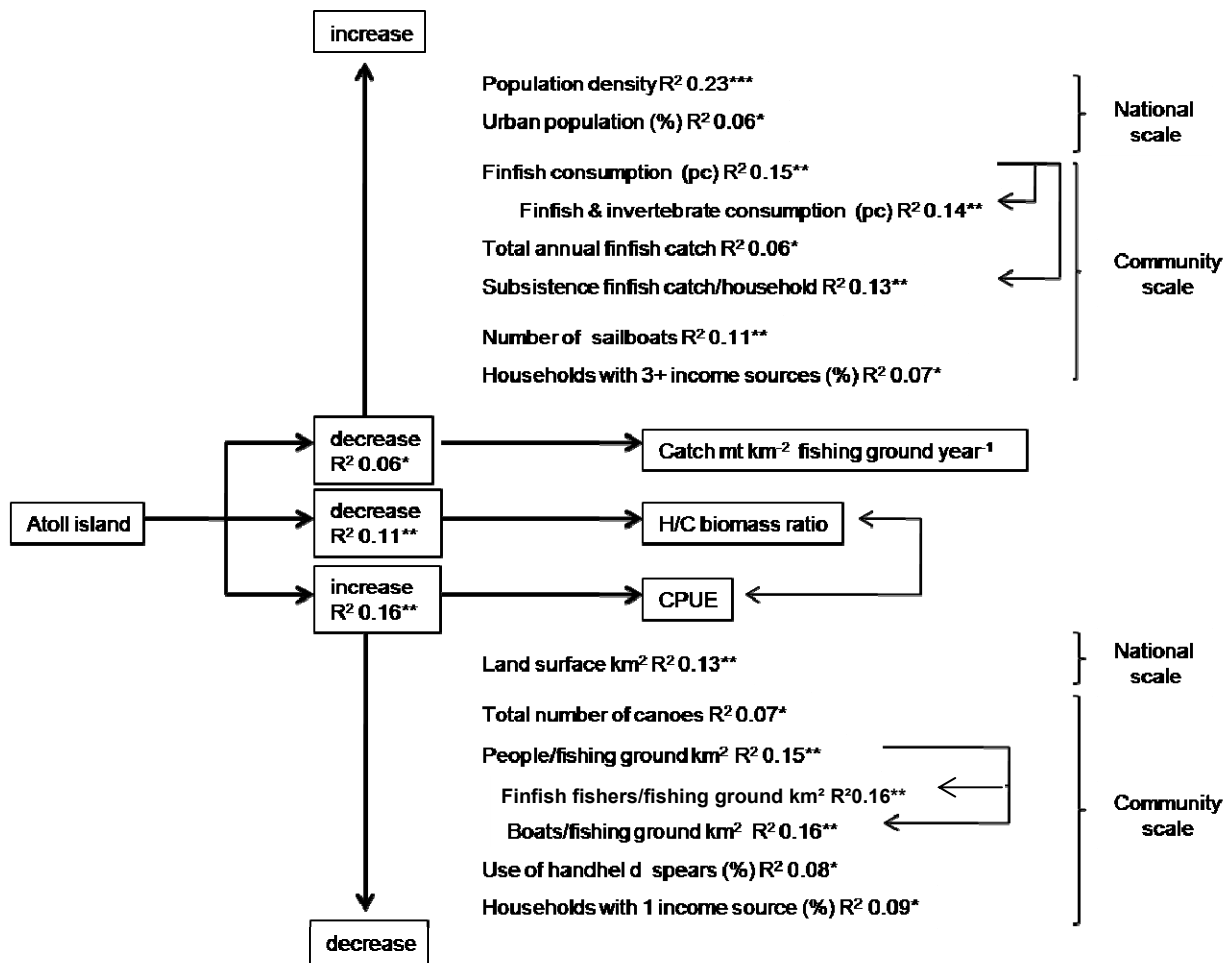 increase
Population density R² 0.23***
Urban population (%) R² 0.06*
National
scale
Finfish consumption (pc) R² 0.15**
Finfish & invertebrate consumption (pc) R² 0.14**
Total annual finfish catch R² 0.06*
Subsistence finfish catch/household R² 0.13**
Number of sailboats R² 0.11**
Households with 3+ income sources (%) R² 0.07*
Community
scale
decrease
R² 0.06*
Catch mt km⁻² fishing ground year⁻¹
Atoll island
decrease
R² 0.11**
H/C biomass ratio
increase
R² 0.16**
CPUE
Land surface km² R² 0.13**
National
scale
Total number of canoes R² 0.07*
People/fishing ground km² R² 0.15**
Finfish fishers/fishing ground km² R²0.16**
Boats/fishing ground km² R² 0.16**
Use of handhel d spears (%) R² 0.08*
Households with 1 income source (%) R² 0.09*
Community
scale
decrease